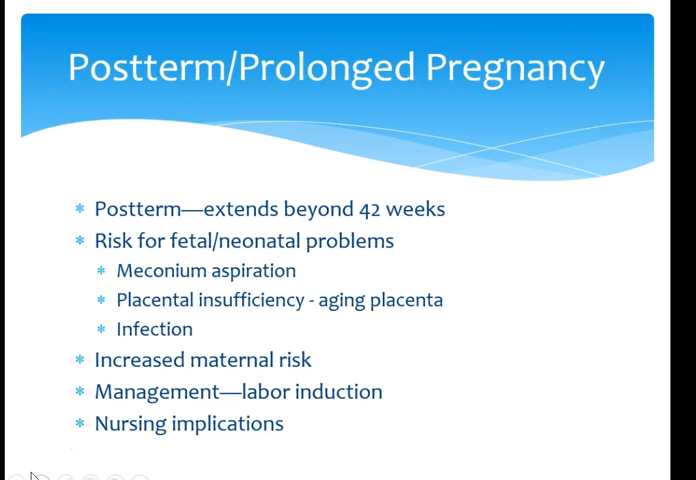 Postterm/Prolonged Pregnancy
* Postterm—extends beyond 42 weeks
* Risk for fetal/neonatal problems
* Meconium aspiration
* Placental insufficiency - aging placenta
* Infection
* Increased maternal risk
* Management—labor induction
* Nursing implications